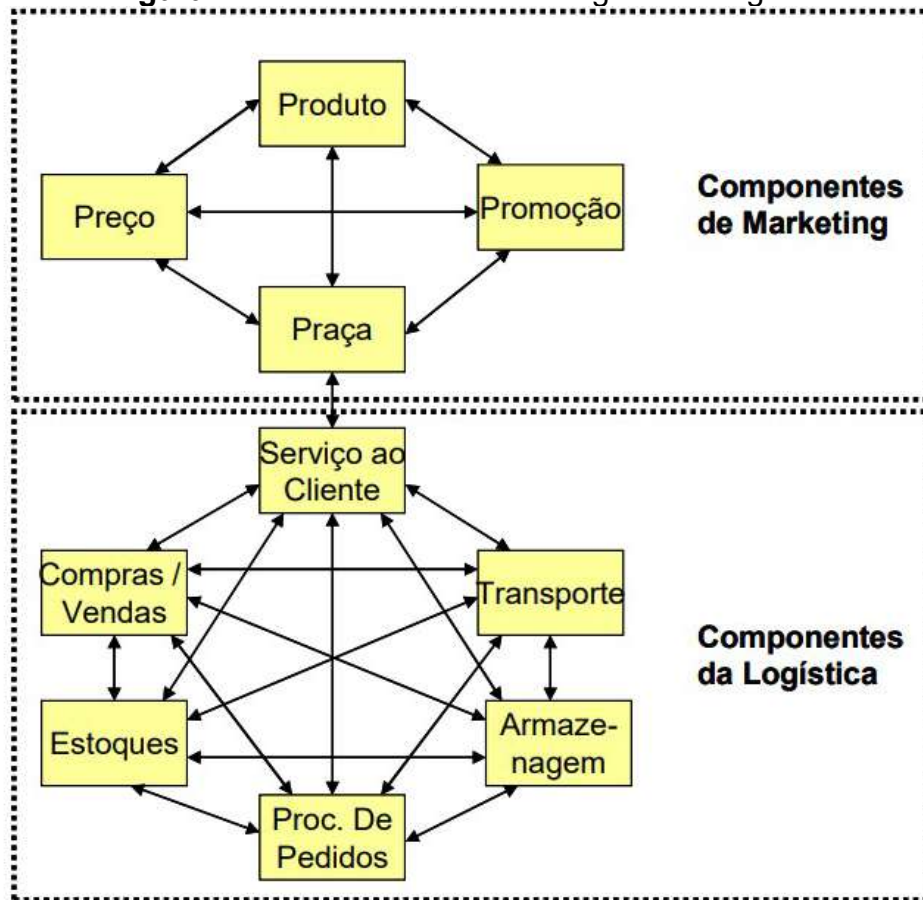 Produto
Preço
Promoção
Componentes
de Marketing
Praça
Serviço ao
Cliente
Compras /
Vendas
Transporte
Componentes
da Logística
Estoques
Armaze-
nagem
Proc. De
Pedidos